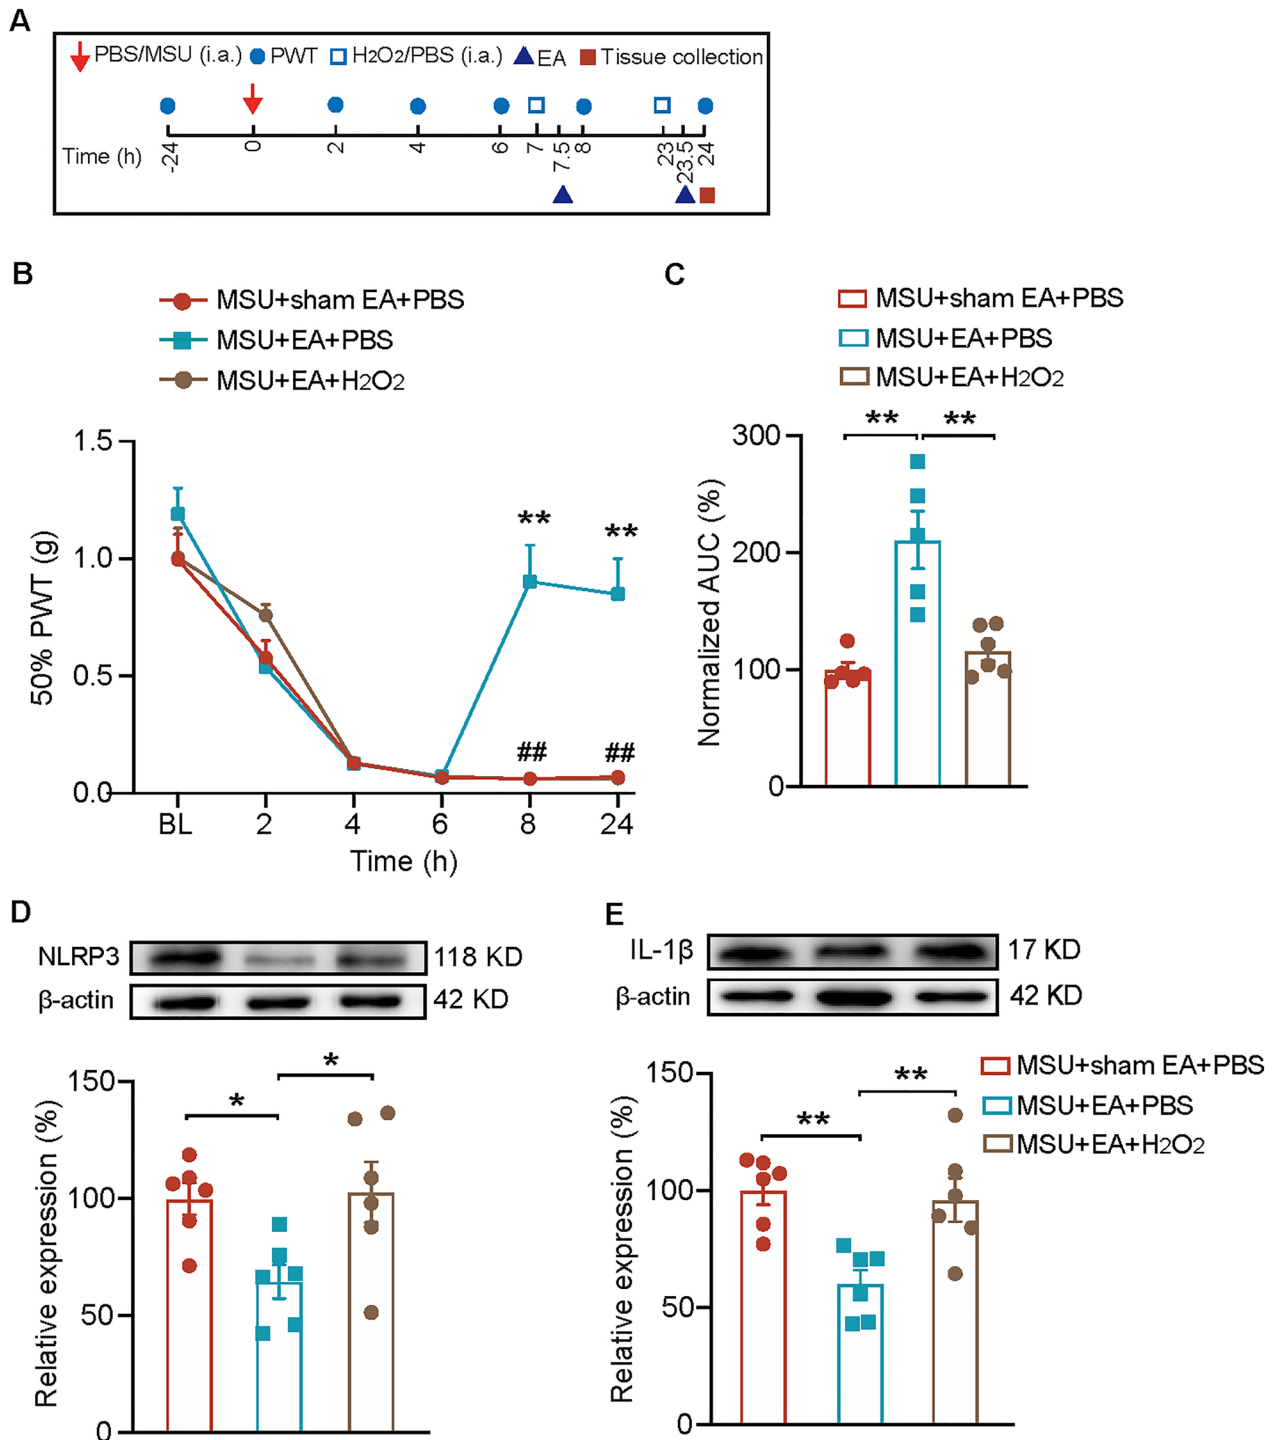 A
PBS/MSU (i.a.) PWT H2O2/PBS (i.a.) EA Tissue collection
Time (h) -24 0 2 4 6 7 7.5 8 23 23.5 24
B
MSU+sham EA+PBS
MSU+EA+PBS
MSU+EA+H2O2
50% PWT (g)
1.5
1.0
0.5
0.0
** **
## ##
BL 2 4 6 8 24
Time (h)
C
MSU+sham EA+PBS
MSU+EA+PBS
MSU+EA+H2O2
Normalized AUC (%)
300
200
100
0
** **
D
NLRP3 118 KD
β-actin 42 KD
Relative expression (%)
150
100
50
0
* *
E
IL-1β 17 KD
β-actin 42 KD
Relative expression (%)
150
100
50
0
** **
MSU+sham EA+PBS
MSU+EA+PBS
MSU+EA+H2O2